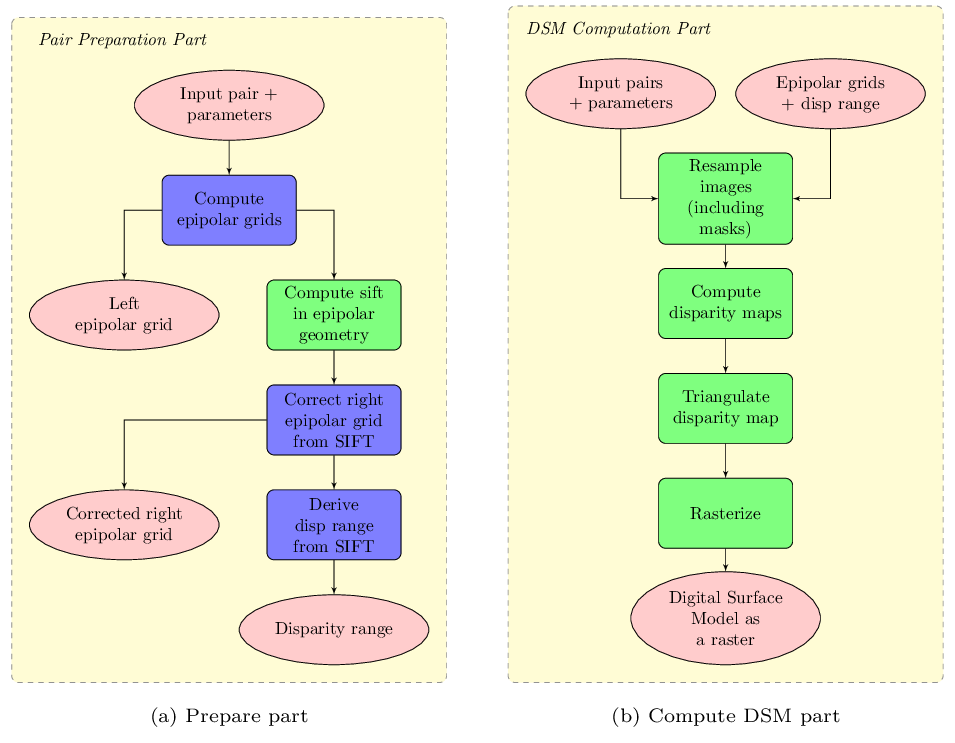 Pair Preparation Part
Input pair +
parameters
Compute
epipolar grids
Left
epipolar grid
Compute sift
in epipolar
geometry
Correct right
epipolar grid
from SIFT
Corrected right
epipolar grid
Derive
disp range
from SIFT
Disparity range
(a) Prepare part
DSM Computation Part
Input pairs
+ parameters
Epipolar grids
+ disp range
Resample
images
(including
masks)
Compute
disparity maps
Triangulate
disparity map
Rasterize
Digital Surface
Model as
a raster
(b) Compute DSM part